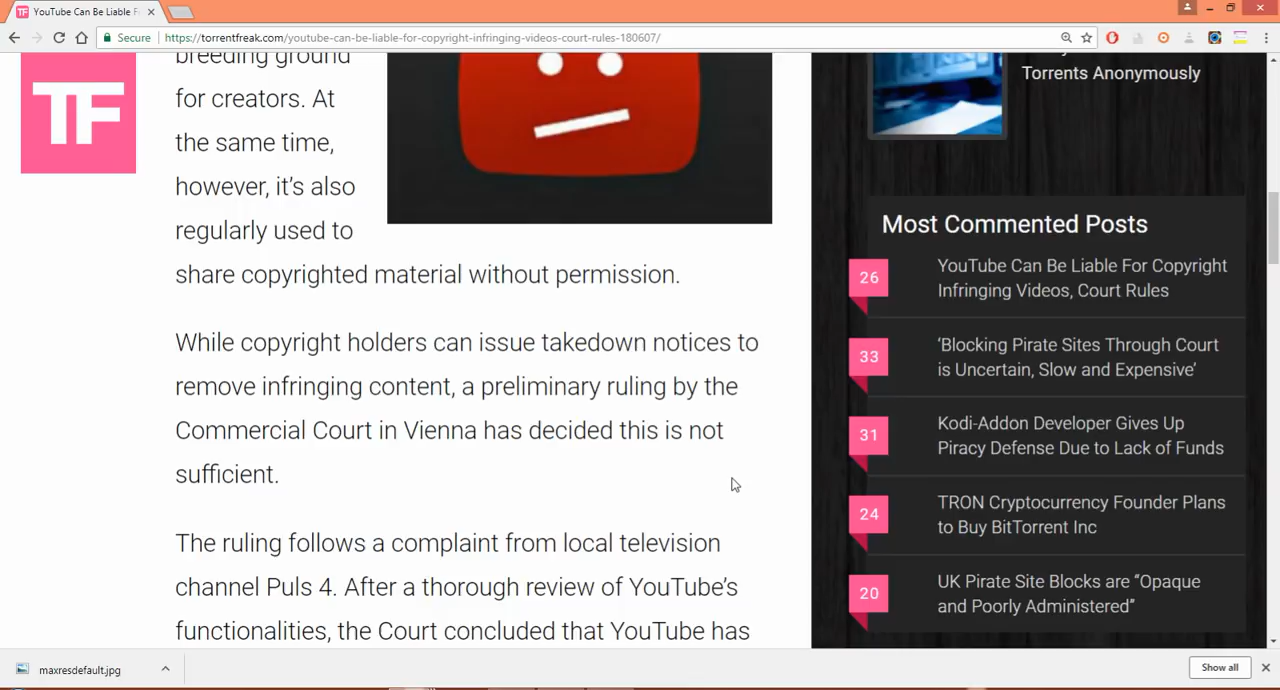 YouTube Can Be Liable F
Secure
https://torrentfreak.com/youtube-can-be-liable-for-copyright-infringing-videos-court-rules-180607/
TF
breeding ground
for creators. At
the same time,
however, it's also
regularly used to
share copyrighted material without permission.
While copyright holders can issue takedown notices to
remove infringing content, a preliminary ruling by the
Commercial Court in Vienna has decided this is not
sufficient.
The ruling follows a complaint from local television
channel Puls 4. After a thorough review of YouTube's
functionalities, the Court concluded that YouTube has
Torrents Anonymously
Most Commented Posts
26
YouTube Can Be Liable For Copyright
Infringing Videos, Court Rules
33
‘Blocking Pirate Sites Through Court
is Uncertain, Slow and Expensive’
31
Kodi-Addon Developer Gives Up
Piracy Defense Due to Lack of Funds
24
TRON Cryptocurrency Founder Plans
to Buy BitTorrent Inc
20
UK Pirate Site Blocks are “Opaque
and Poorly Administered”
maxresdefault.jpg
Show all